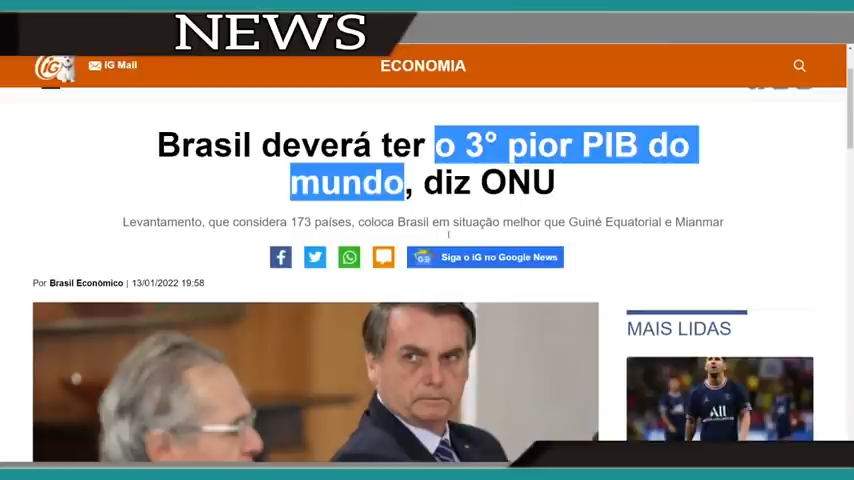 NEWS
iG
iG Mail
ECONOMIA
Brasil deverá ter o 3° pior PIB do
mundo, diz ONU
Levantamento, que considera 173 países, coloca Brasil em situação melhor que Guiné Equatorial e Mianmar
Siga o iG no Google News
Por Brasil Econômico | 13/01/2022 19:58
MAIS LIDAS
ALL